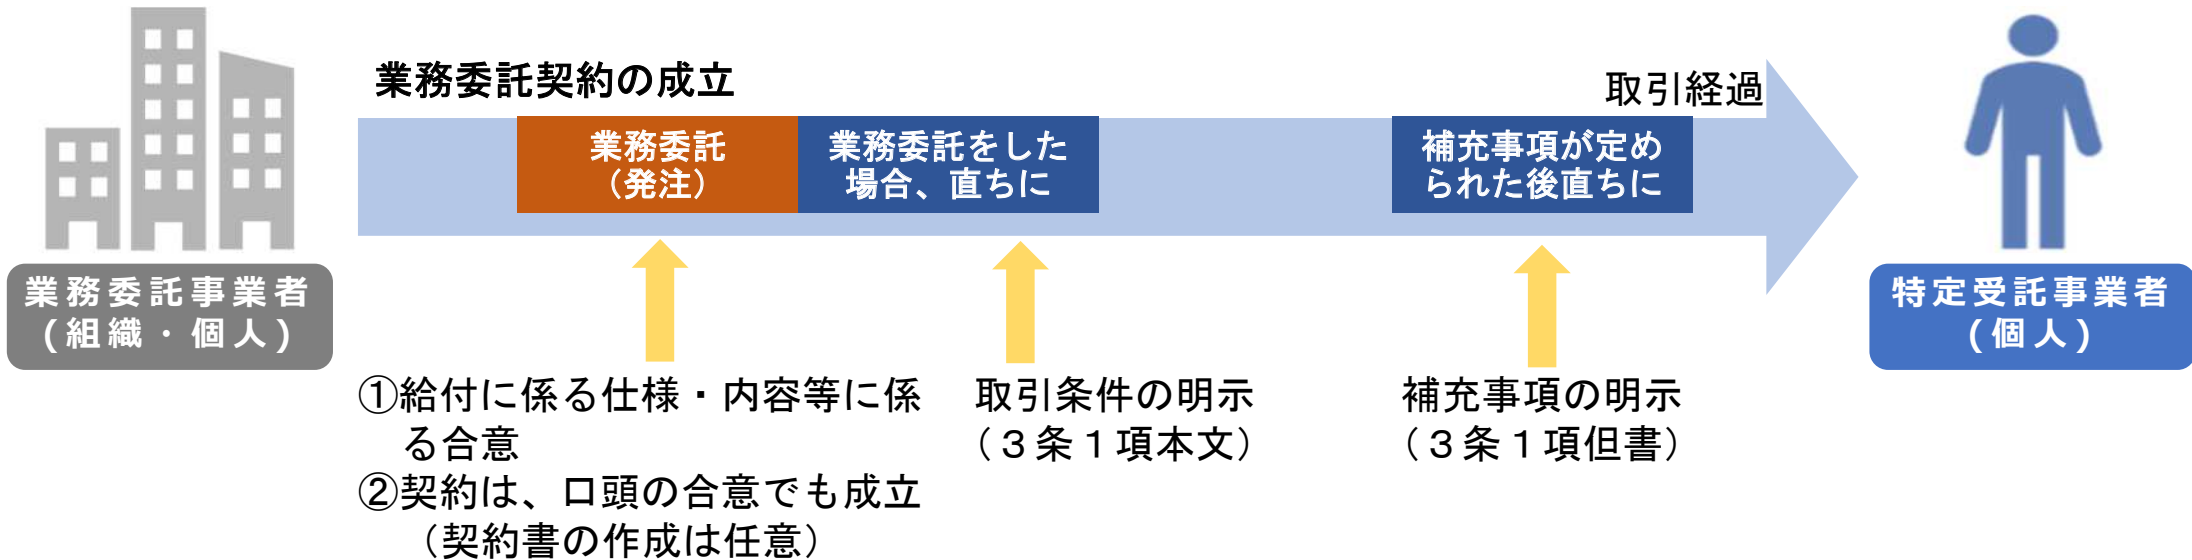 業務委託契約の成立
取引経過
業務委託
（発注）
業務委託をした
場合、直ちに
補充事項が定め
られた後直ちに
業務委託事業者
(組織・個人)
特定受託事業者
(個人)
①給付に係る仕様・内容等に係
る合意
②契約は、口頭の合意でも成立
（契約書の作成は任意）
取引条件の明示
（３条１項本文）
補充事項の明示
（３条１項但書）